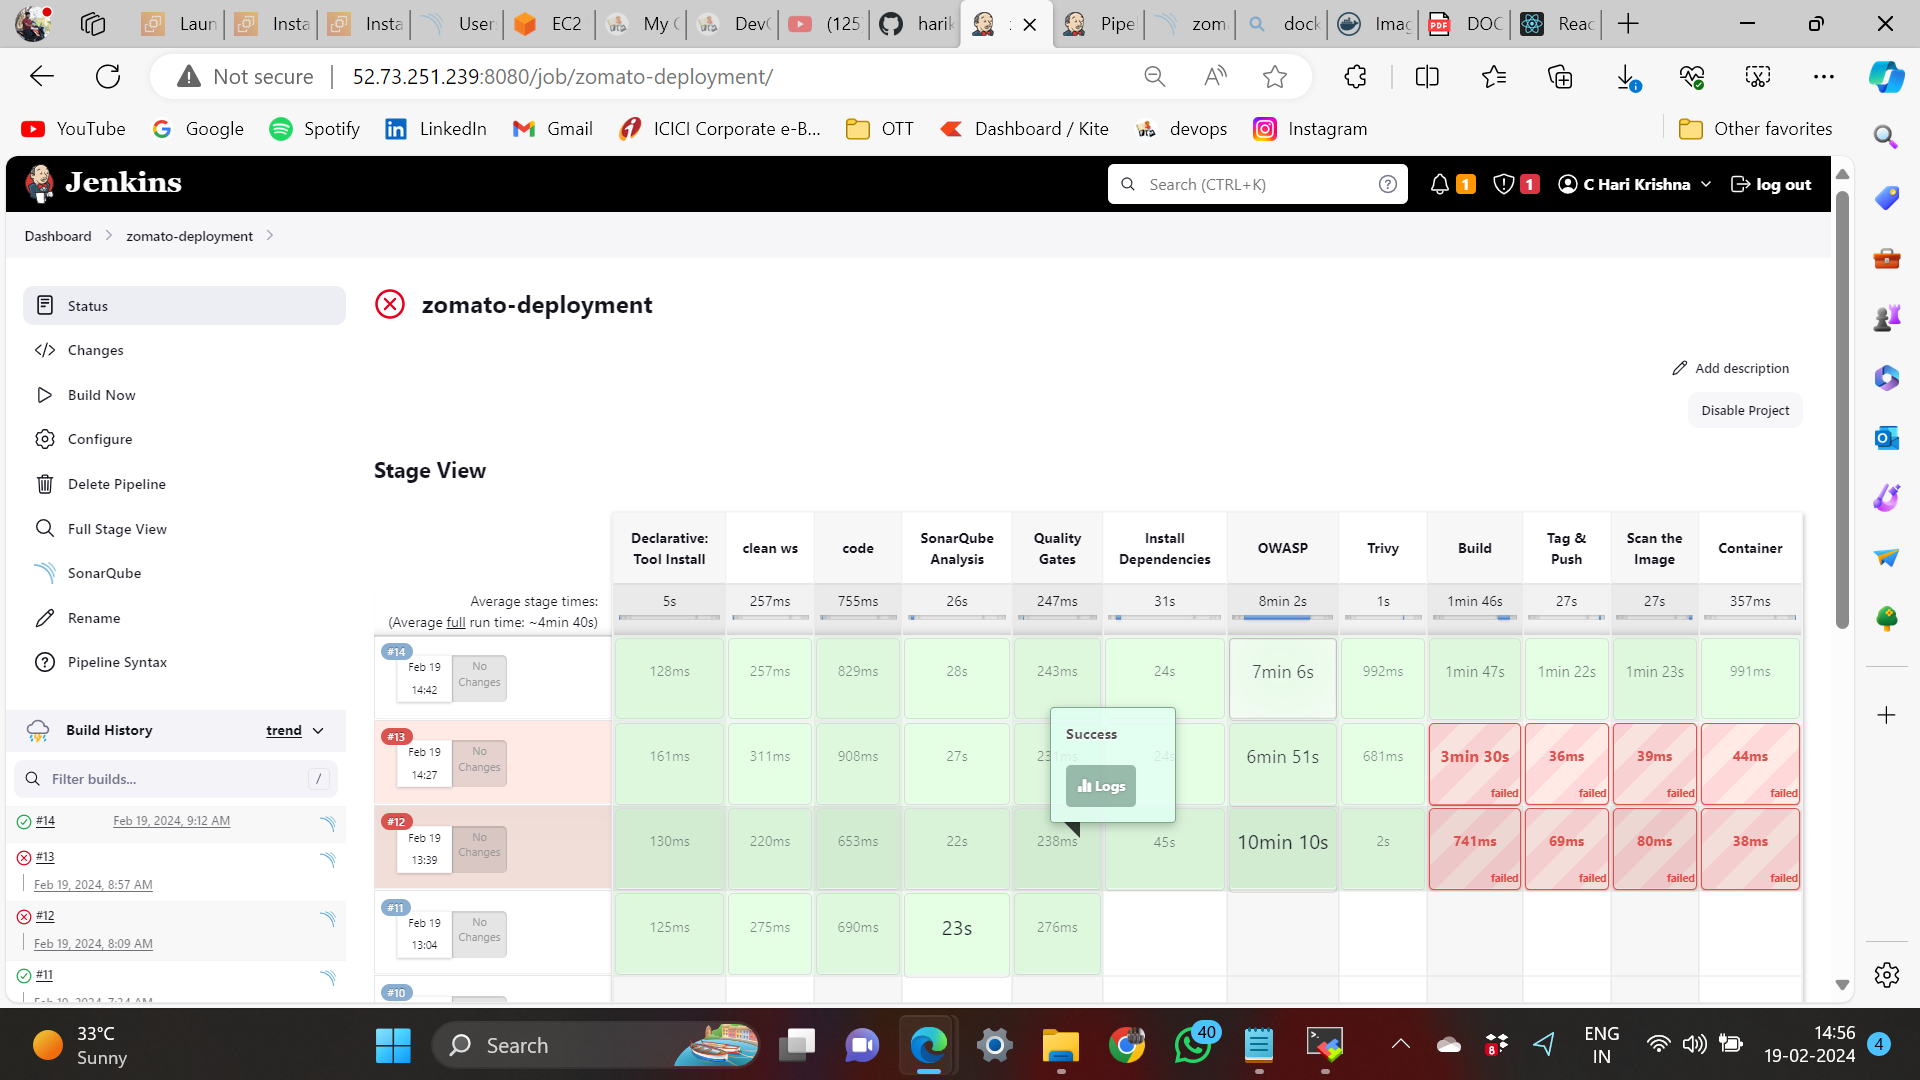 Laun
Insta
Insta
User
EC2
My C
DevO
(125
harik
Pipel
zom
dock
Imag
PDF
DOC
Reac
Not secure
52.73.251.239:8080/job/zomato-deployment/
YouTube
Google
Spotify
LinkedIn
Gmail
ICICI Corporate e-B...
OTT
Dashboard / Kite
devops
Instagram
Other favorites
Jenkins
Search (CTRL+K)
1
1
C Hari Krishna
log out
Dashboard
zomato-deployment
Status
Changes
Build Now
Configure
Delete Pipeline
Full Stage View
SonarQube
Rename
Pipeline Syntax
zomato-deployment
Add description
Disable Project
Stage View
Declarative: Tool Install
clean ws
code
SonarQube Analysis
Quality Gates
Install Dependencies
OWASP
Trivy
Build
Tag & Push
Scan the Image
Container
Average stage times:
(Average full run time: ~4min 40s)
5s 257ms 755ms 26s 247ms 31s 8min 2s 1s 1min 46s 27s 27s 357ms
#14
Feb 19
14:42
No Changes
128ms 257ms 829ms 28s 243ms 24s 7min 6s 992ms 1min 47s 1min 22s 1min 23s 991ms
#13
Feb 19
14:27
No Changes
161ms 311ms 908ms 27s 231ms 24s 6min 51s 681ms 3min 30s 36ms 39ms 44ms
failed failed failed failed
Success
Logs
#12
Feb 19
13:39
No Changes
130ms 220ms 653ms 22s 238ms 45s 10min 10s 2s 741ms 69ms 80ms 38ms
failed failed failed failed
#11
Feb 19
13:04
No Changes
125ms 275ms 690ms 23s 276ms
#10
Build History
trend
Filter builds...
/
#14
Feb 19, 2024, 9:12 AM
#13
Feb 19, 2024, 8:57 AM
#12
Feb 19, 2024, 8:09 AM
#11
Feb 19, 2024, 7:34 AM
33°C
Sunny
Search
40
8
ENG
IN
14:56
19-02-2024
4